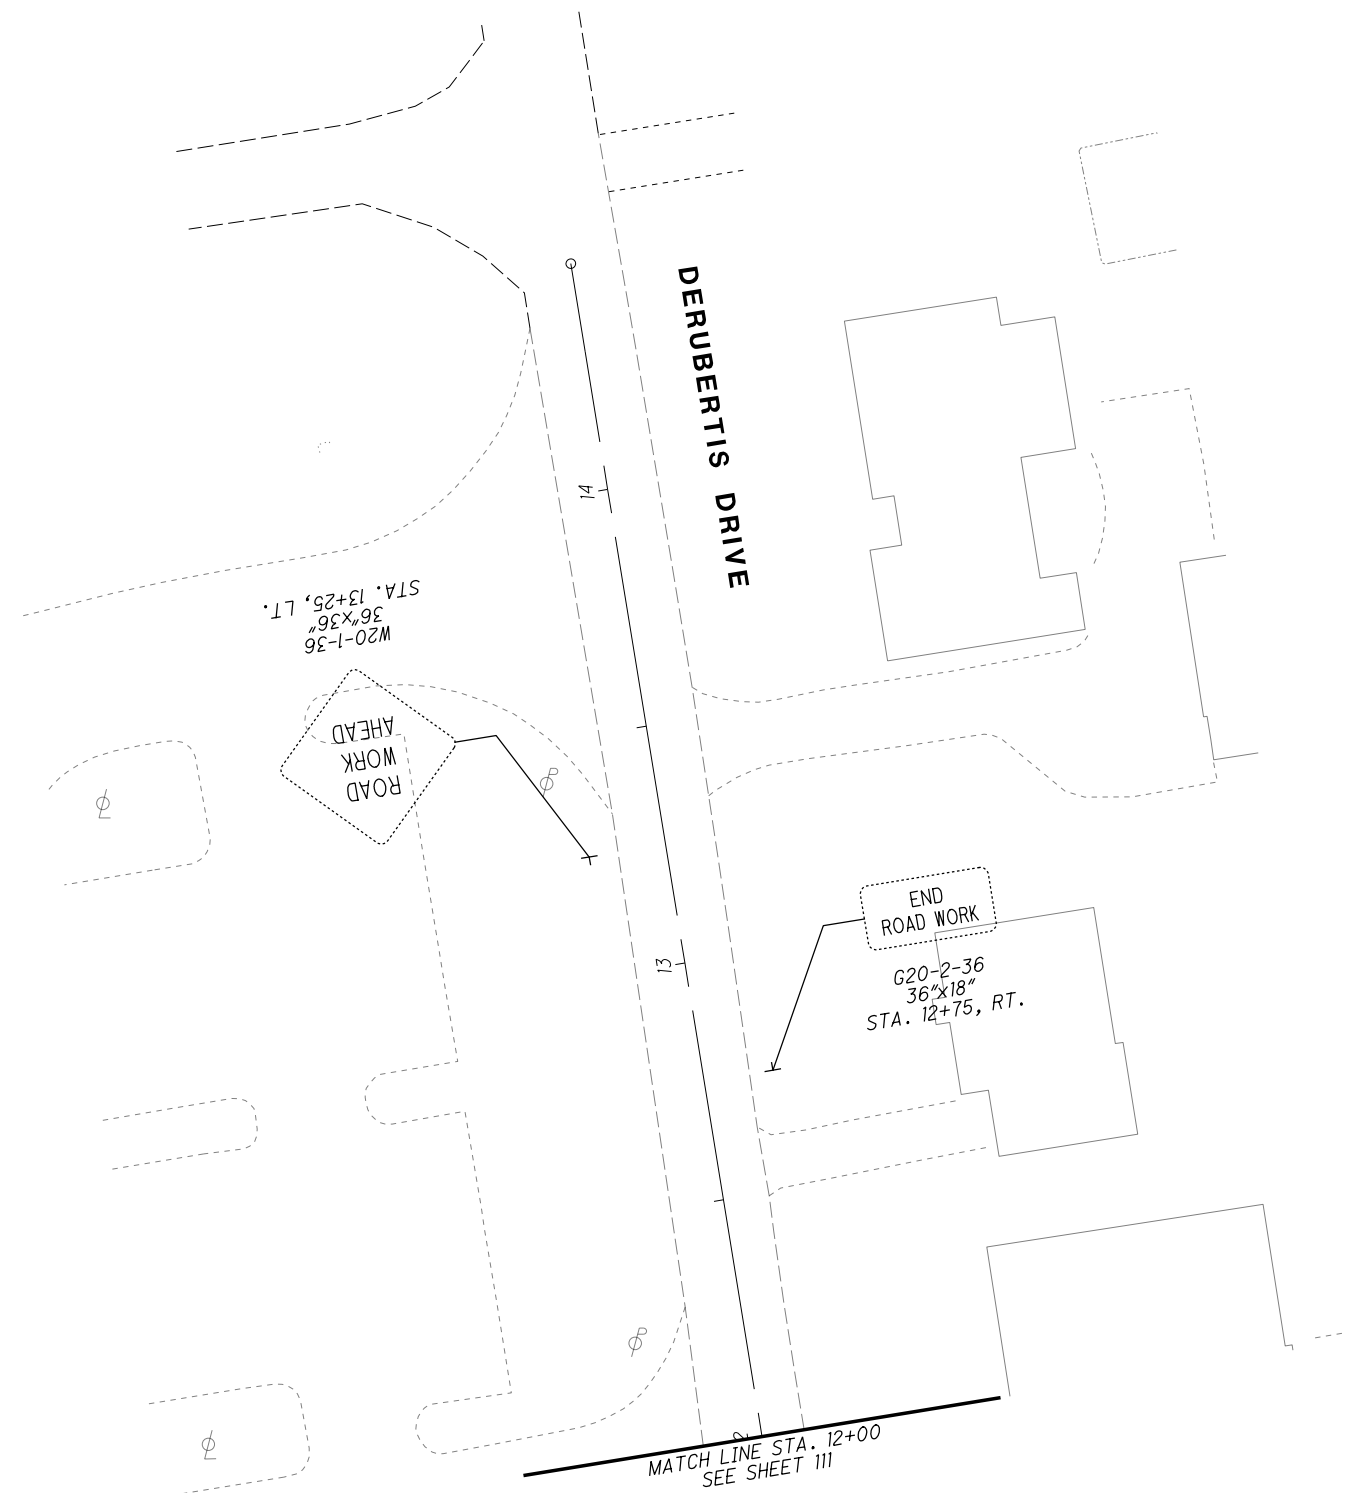 DERUBERTIS DRIVE
14
W20-1-36
36"x36"
STA. 13+25, LT.
ROAD
WORK
AHEAD
END
ROAD WORK
G20-2-36
36"x18"
STA. 12+75, RT.
13
MATCH LINE STA. 12+00
SEE SHEET 111